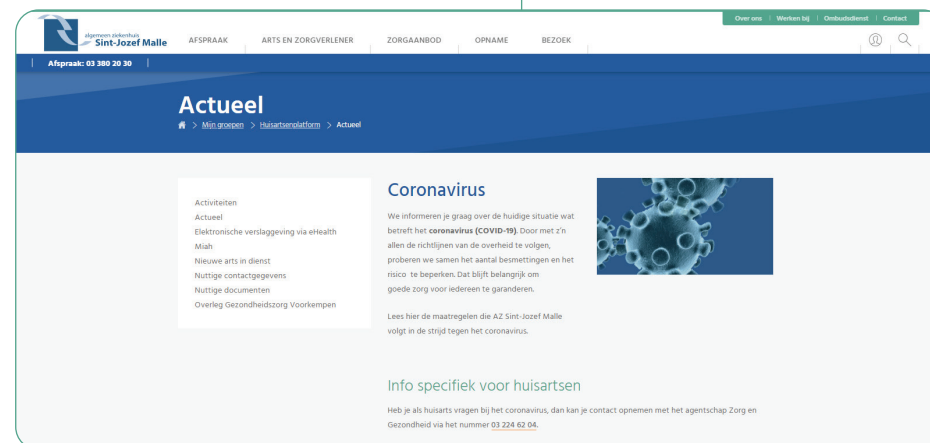 Over ons | Werken bij | Ombudsdienst | Contact
algemeen ziekenhuis
Sint-Jozef Malle
AFSPRAAK ARTS EN ZORGVERLENER ZORGAANBOD OPNAME BEZOEK
Afspraak: 03 380 20 30
Actueel
> Mijn groepen > Huisartsenplatform > Actueel
Activiteiten
Actueel
Elektronische verslaggeving via eHealth
Miah
Nieuwe arts in dienst
Nuttige contactgegevens
Nuttige documenten
Overleg Gezondheidszorg Voorkempen
Coronavirus
We informeren je graag over de huidige situatie wat
betreft het coronavirus (COVID-19). Door met z'n
allen de richtlijnen van de overheid te volgen,
proberen we samen het aantal besmettingen en het
risico te beperken. Dat blijft belangrijk om
goede zorg voor iedereen te garanderen.
Lees hier de maatregelen die AZ Sint-Jozef Malle
volgt in de strijd tegen het coronavirus.
Info specifiek voor huisartsen
Heb je als huisarts vragen bij het coronavirus, dan kan je contact opnemen met het agentschap Zorg en
Gezondheid via het nummer 03 224 62 04.